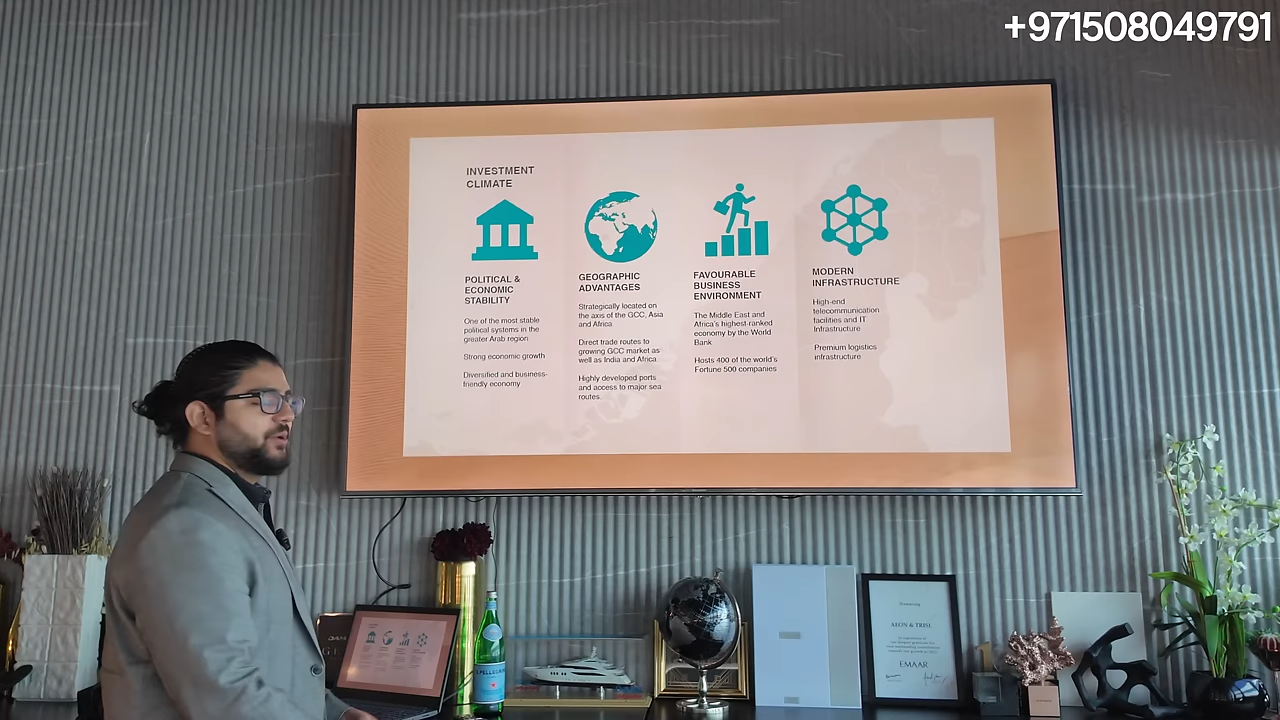 +971508049791
INVESTMENT
CLIMATE
POLITICAL &
ECONOMIC
STABILITY
One of the most stable
political systems in the
greater Arab region
Strong economic growth
Diversified and business-
friendly economy
GEOGRAPHIC
ADVANTAGES
Strategically located on
the axis of the GCC, Asia
and Africa
Direct trade routes to
growing GCC market as
well as India and Africa
Highly developed ports
and access to major sea
routes.
FAVOURABLE
BUSINESS
ENVIRONMENT
The Middle East and
Africa's highest-ranked
economy by the World
Bank
Hosts 400 of the world's
Fortune 500 companies
MODERN
INFRASTRUCTURE
High-end
telecommunication
facilities and IT
Infrastructure
Premium logistics
infrastructure
S.PELLEGRINO
AEON & TRISL
EMAAR